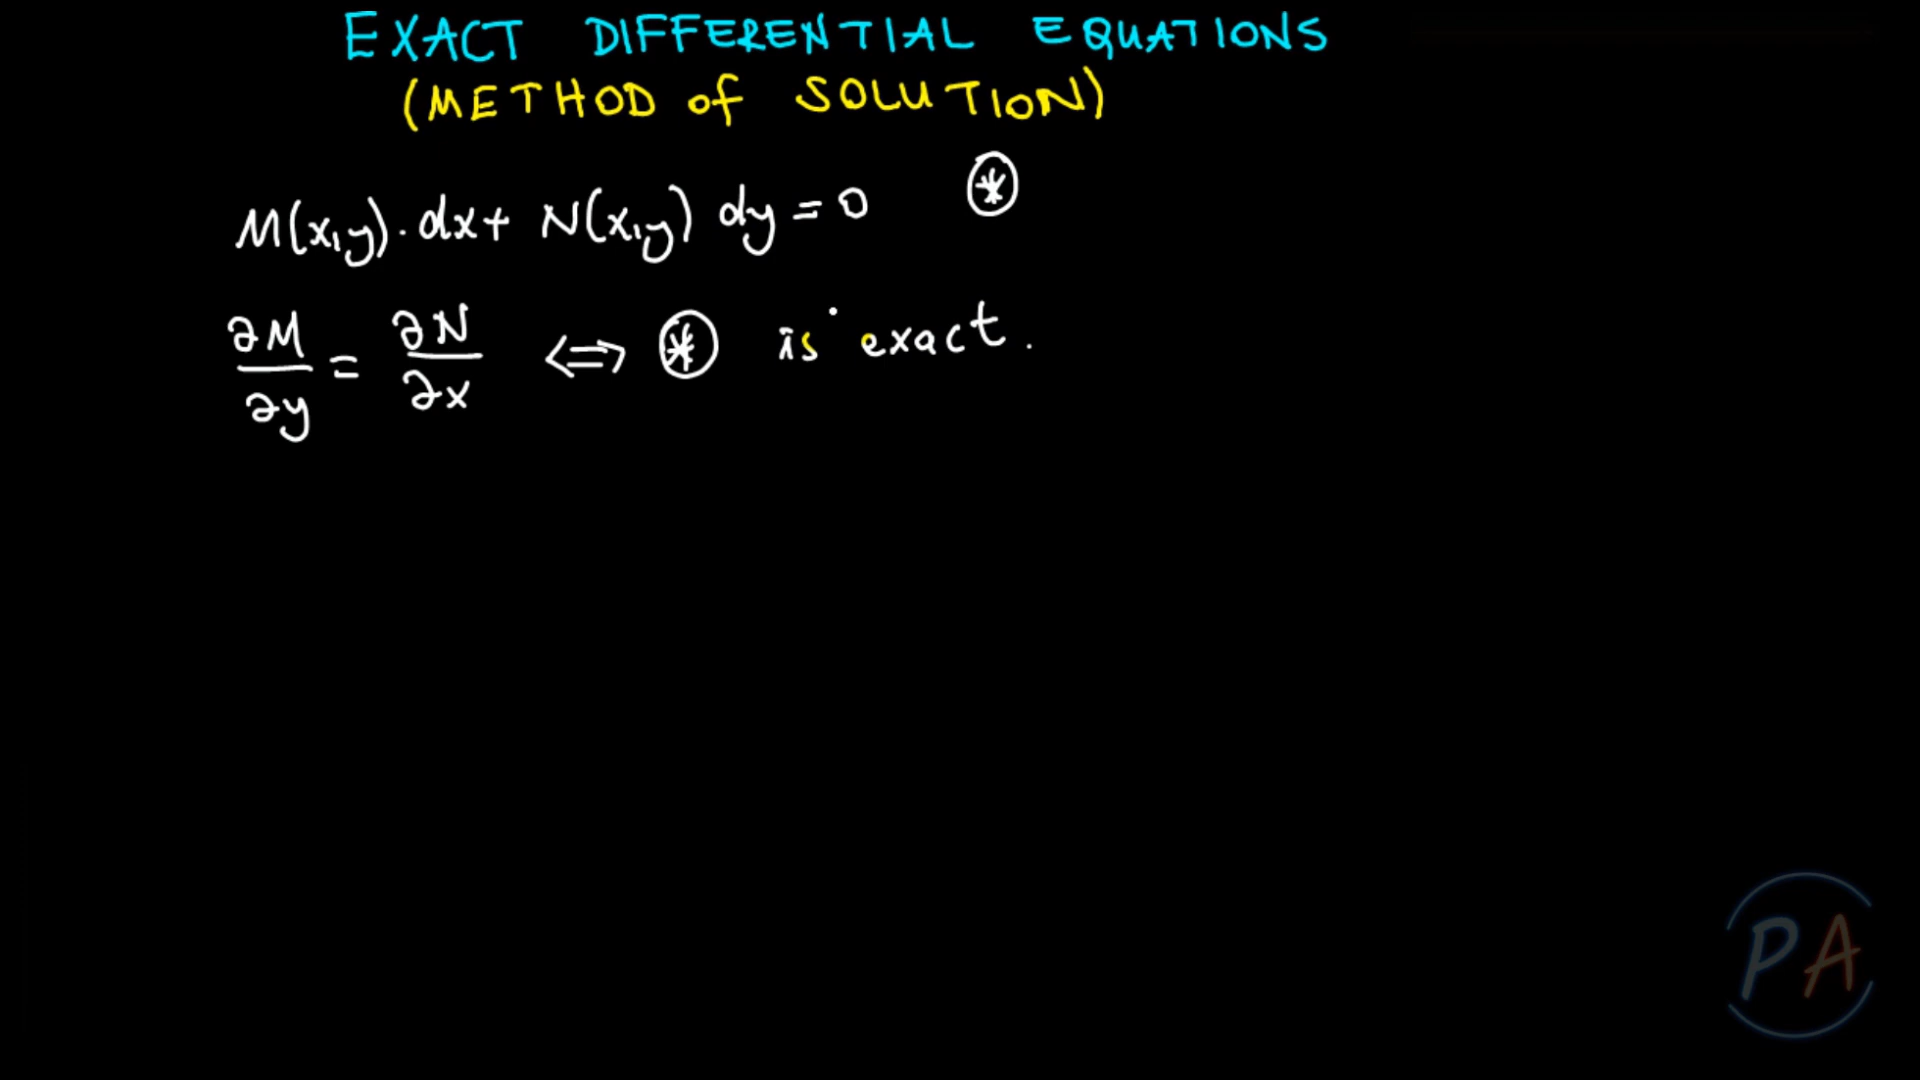 EXACT DIFFERENTIAL EQUATIONS
(METHOD of SOLUTION)
M(x,y)·dx + N(x,y) dy = 0 ⊛
∂M/∂y = ∂N/∂x ⟺ ⊛ is exact.
PA